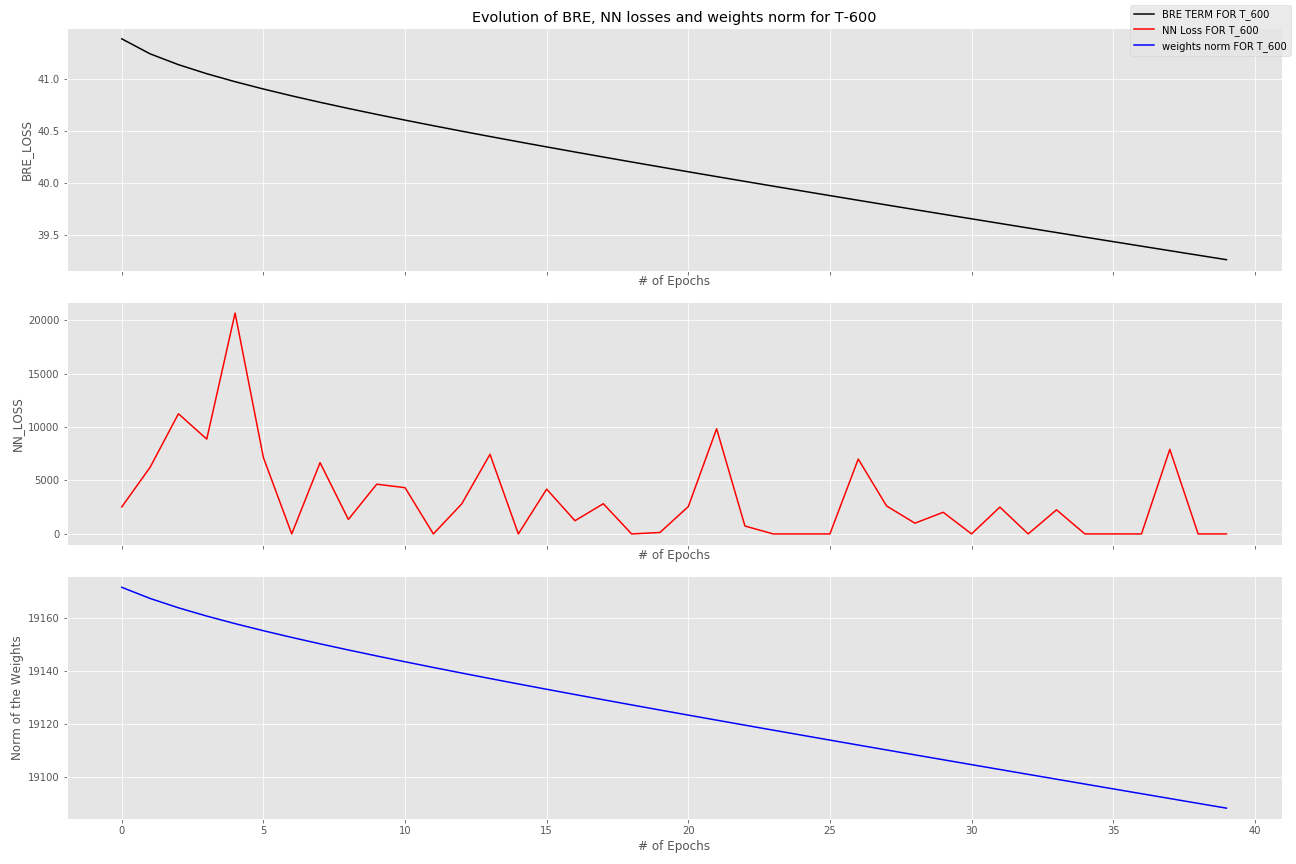 Evolution of BRE, NN losses and weights norm for T-600
BRE TERM FOR T_600
NN Loss FOR T_600
weights norm FOR T_600
BRE_LOSS
41.0
40.5
40.0
39.5
# of Epochs
NN_LOSS
20000
15000
10000
5000
0
# of Epochs
Norm of the Weights
19160
19140
19120
19100
0 5 10 15 20 25 30 35 40
# of Epochs